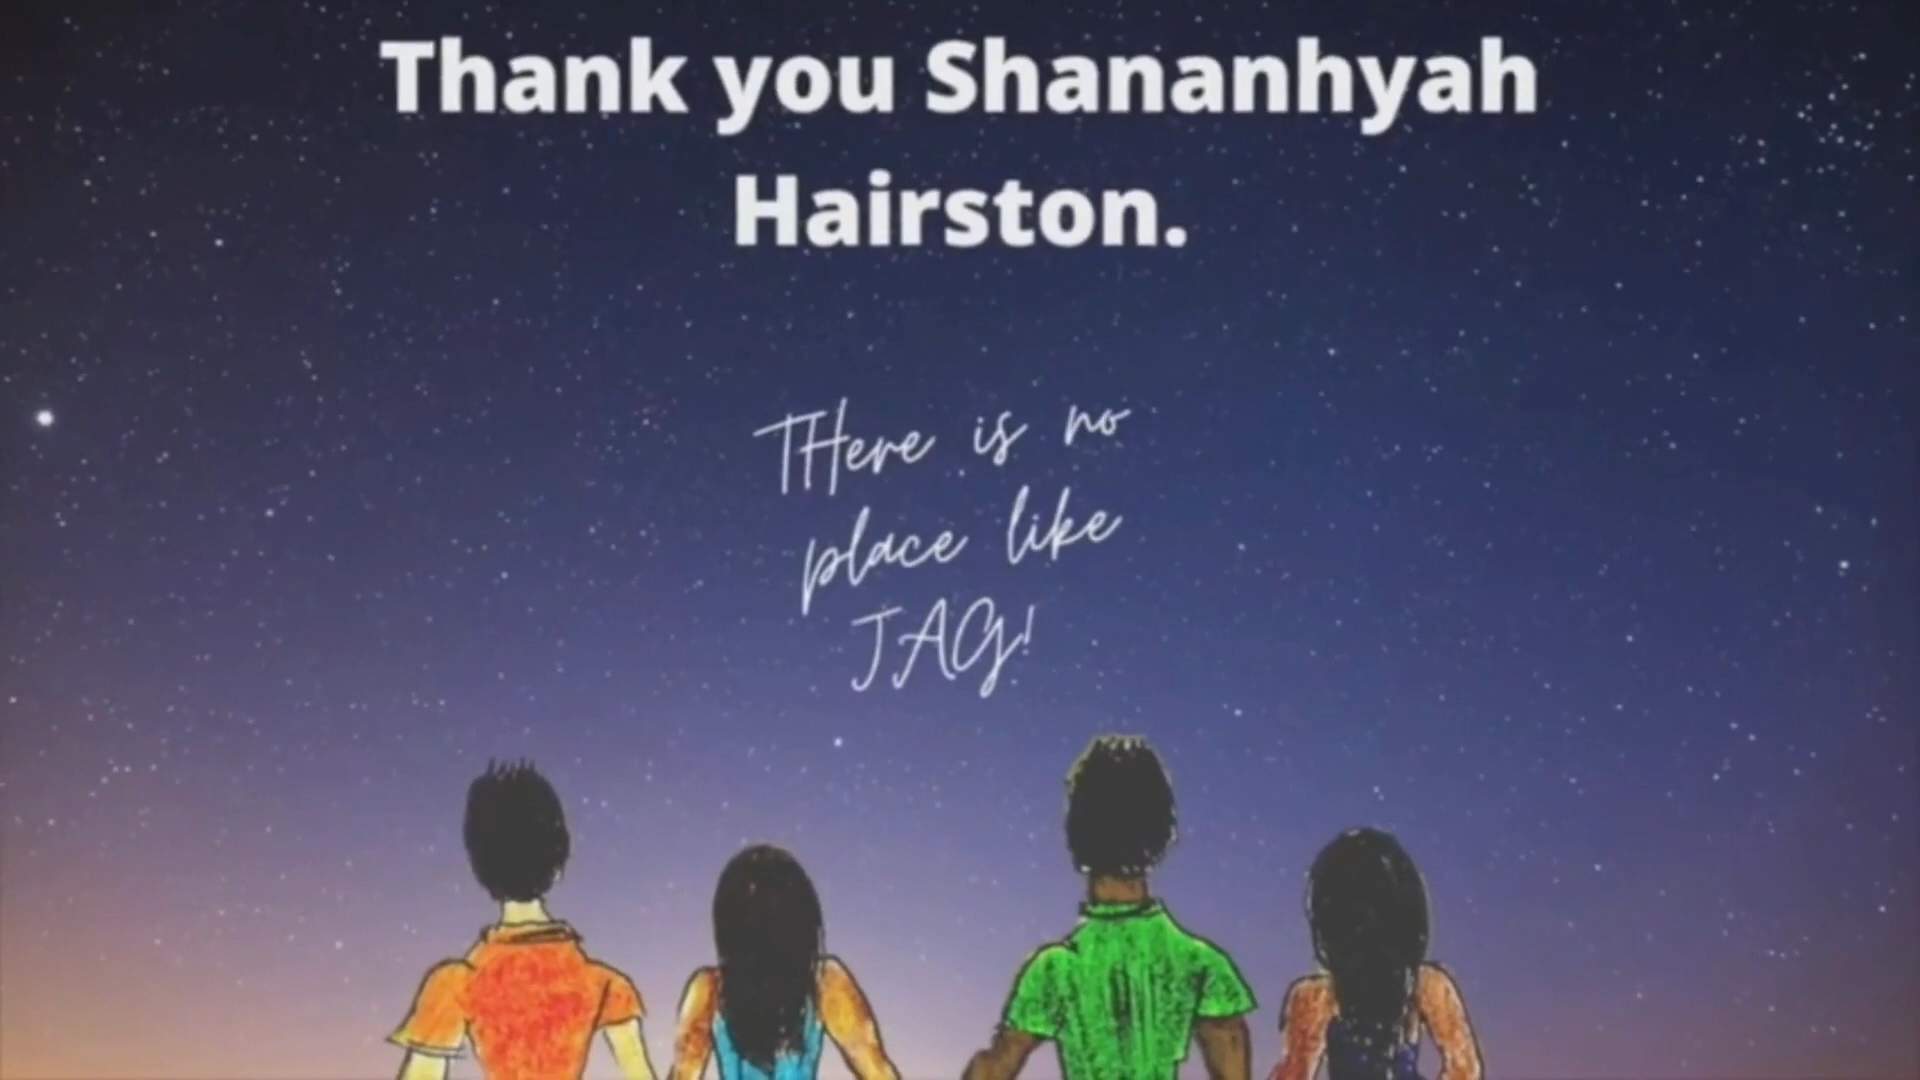 Thank you Shananhyah
Hairston.
THere is no
place like
JAG!